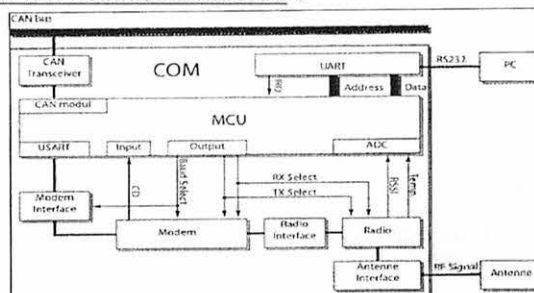 CAN bus
CAN
Transceiver
COM
UART
RS232
PC
IRQ
Address
Data
CAN modul
MCU
USART
Input
Output
ADC
Modem
Interface
CD
Baud Select
RX Select
TX Select
RSSI
Temp.
Modem
Radio
Interface
Radio
Antenne
Interface
RF Signal
Antenne